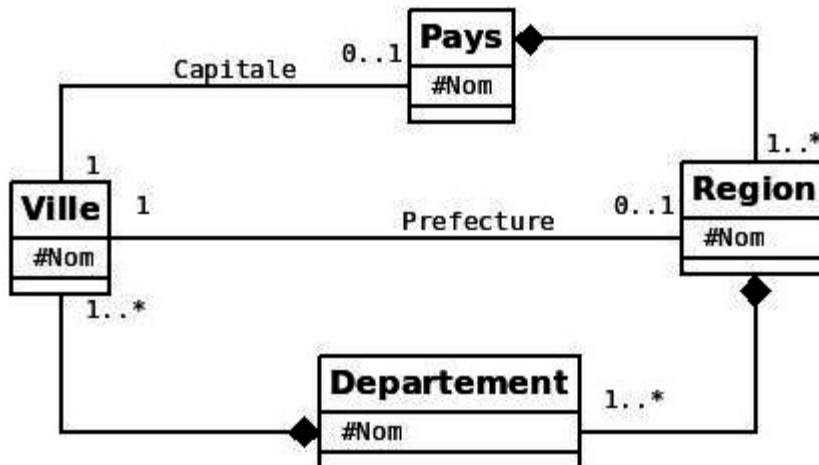 Pays
0..1
Capitale
#Nom
1..*
1
Region
Ville
1
0..1
Prefecture
#Nom
#Nom
1..*
Departement
1..*
#Nom